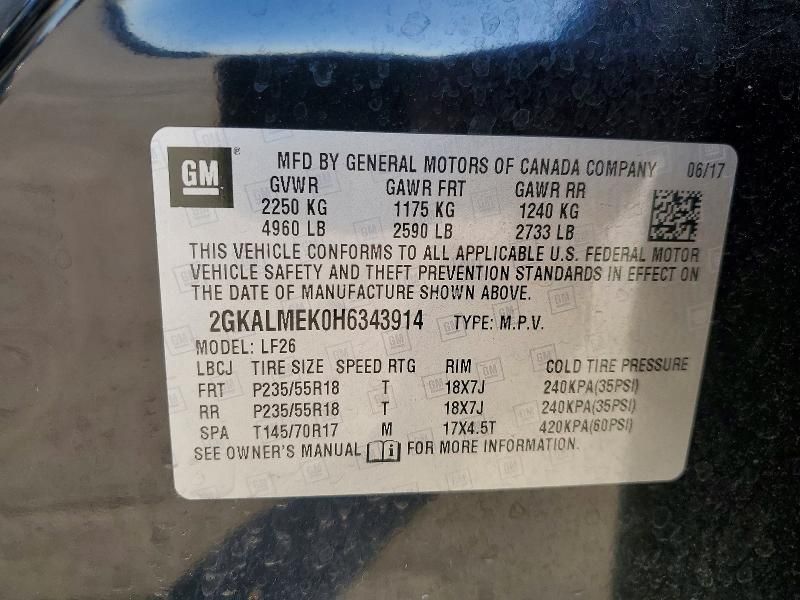 GM ® MFD BY GENERAL MOTORS OF CANADA COMPANY 06/17
GVWR GAWR FRT GAWR RR
2250 KG 1175 KG 1240 KG
4960 LB 2590 LB 2733 LB
THIS VEHICLE CONFORMS TO ALL APPLICABLE U.S. FEDERAL MOTOR
VEHICLE SAFETY AND THEFT PREVENTION STANDARDS IN EFFECT ON
THE DATE OF MANUFACTURE SHOWN ABOVE.
2GKALMEK0H6343914 TYPE: M.P.V.
MODEL: LF26
LBCJ TIRE SIZE SPEED RTG RIM COLD TIRE PRESSURE
FRT P235/55R18 T 18X7J 240KPA(35PSI)
RR P235/55R18 T 18X7J 240KPA(35PSI)
SPA T145/70R17 M 17X4.5T 420KPA(60PSI)
SEE OWNER'S MANUAL FOR MORE INFORMATION.